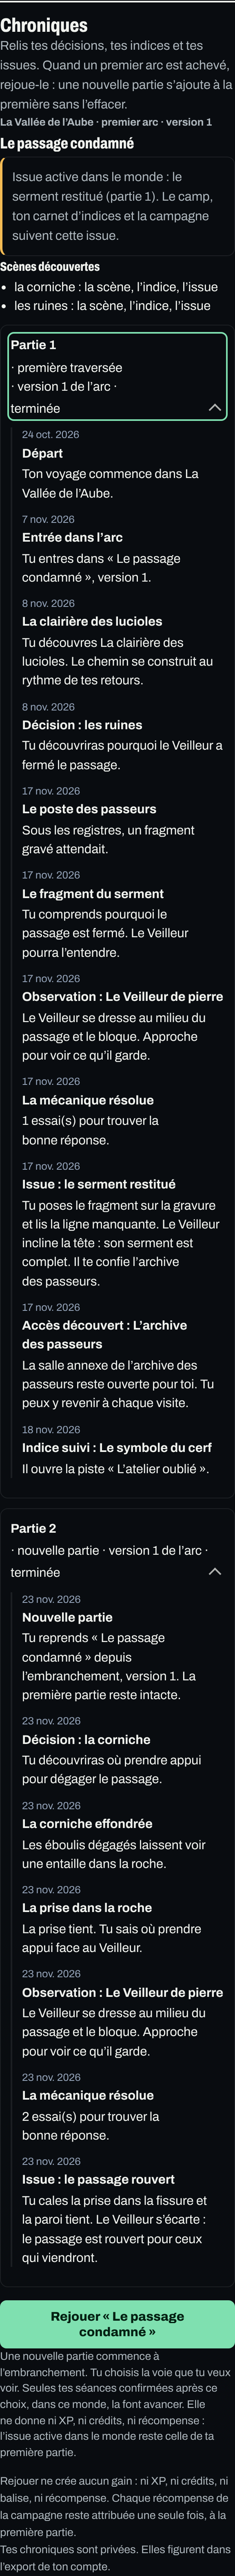 Chroniques
Relis tes décisions, tes indices et tes
issues. Quand un premier arc est achevé,
rejoue-le : une nouvelle partie s’ajoute à la
première sans l’effacer.
La Vallée de l’Aube · premier arc · version 1
Le passage condamné
Issue active dans le monde : le
serment restitué (partie 1). Le camp,
ton carnet d’indices et la campagne
suivent cette issue.
Scènes découvertes
• la corniche : la scène, l’indice, l’issue
• les ruines : la scène, l’indice, l’issue
Partie 1
· première traversée
· version 1 de l’arc ·
terminée
24 oct. 2026
Départ
Ton voyage commence dans La
Vallée de l’Aube.
7 nov. 2026
Entrée dans l’arc
Tu entres dans « Le passage
condamné », version 1.
8 nov. 2026
La clairière des lucioles
Tu découvres La clairière des
lucioles. Le chemin se construit au
rythme de tes retours.
8 nov. 2026
Décision : les ruines
Tu découvriras pourquoi le Veilleur a
fermé le passage.
17 nov. 2026
Le poste des passeurs
Sous les registres, un fragment
gravé attendait.
17 nov. 2026
Le fragment du serment
Tu comprends pourquoi le
passage est fermé. Le Veilleur
pourra l’entendre.
17 nov. 2026
Observation : Le Veilleur de pierre
Le Veilleur se dresse au milieu du
passage et le bloque. Approche
pour voir ce qu’il garde.
17 nov. 2026
La mécanique résolue
1 essai(s) pour trouver la
bonne réponse.
17 nov. 2026
Issue : le serment restitué
Tu poses le fragment sur la gravure
et lis la ligne manquante. Le Veilleur
incline la tête : son serment est
complet. Il te confie l’archive
des passeurs.
17 nov. 2026
Accès découvert : L’archive
des passeurs
La salle annexe de l’archive des
passeurs reste ouverte pour toi. Tu
peux y revenir à chaque visite.
18 nov. 2026
Indice suivi : Le symbole du cerf
Il ouvre la piste « L’atelier oublié ».
Partie 2
· nouvelle partie · version 1 de l’arc ·
terminée
23 nov. 2026
Nouvelle partie
Tu reprends « Le passage
condamné » depuis
l’embranchement, version 1. La
première partie reste intacte.
23 nov. 2026
Décision : la corniche
Tu découvriras où prendre appui
pour dégager le passage.
23 nov. 2026
La corniche effondrée
Les éboulis dégagés laissent voir
une entaille dans la roche.
23 nov. 2026
La prise dans la roche
La prise tient. Tu sais où prendre
appui face au Veilleur.
23 nov. 2026
Observation : Le Veilleur de pierre
Le Veilleur se dresse au milieu du
passage et le bloque. Approche
pour voir ce qu’il garde.
23 nov. 2026
La mécanique résolue
2 essai(s) pour trouver la
bonne réponse.
23 nov. 2026
Issue : le passage rouvert
Tu cales la prise dans la fissure et
la paroi tient. Le Veilleur s’écarte :
le passage est rouvert pour ceux
qui viendront.
Rejouer « Le passage
condamné »
Une nouvelle partie commence à
l’embranchement. Tu choisis la voie que tu veux
voir. Seules tes séances confirmées après ce
choix, dans ce monde, la font avancer. Elle
ne donne ni XP, ni crédits, ni récompense :
l’issue active dans le monde reste celle de ta
première partie.
Rejouer ne crée aucun gain : ni XP, ni crédits, ni
balise, ni récompense. Chaque récompense de
la campagne reste attribuée une seule fois, à la
première partie.
Tes chroniques sont privées. Elles figurent dans
l’export de ton compte.